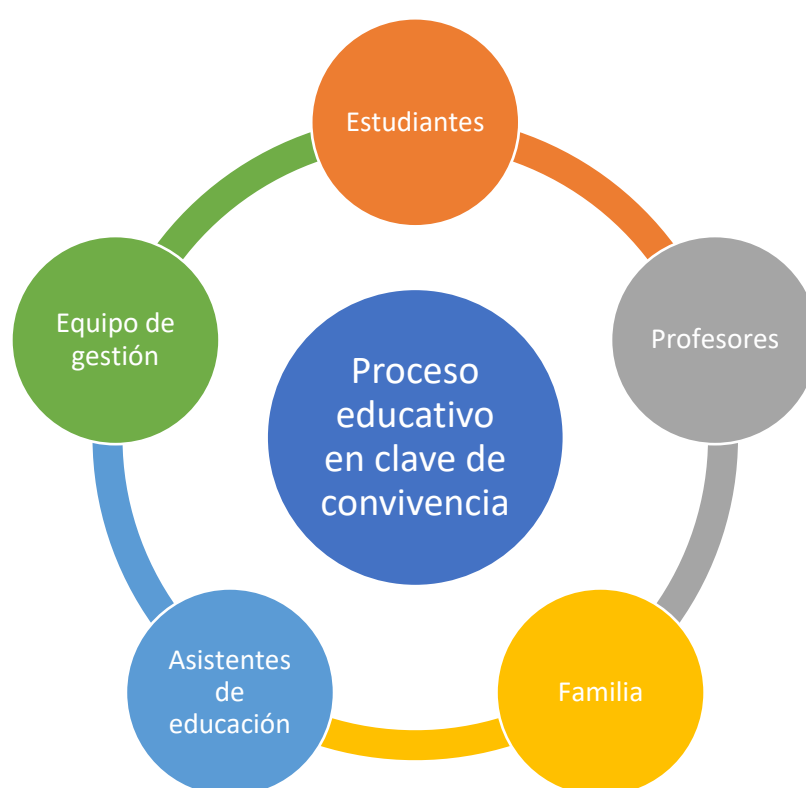 Estudiantes
Profesores
Familia
Asistentes
de
educación
Equipo de
gestión
Proceso
educativo
en clave de
convivencia